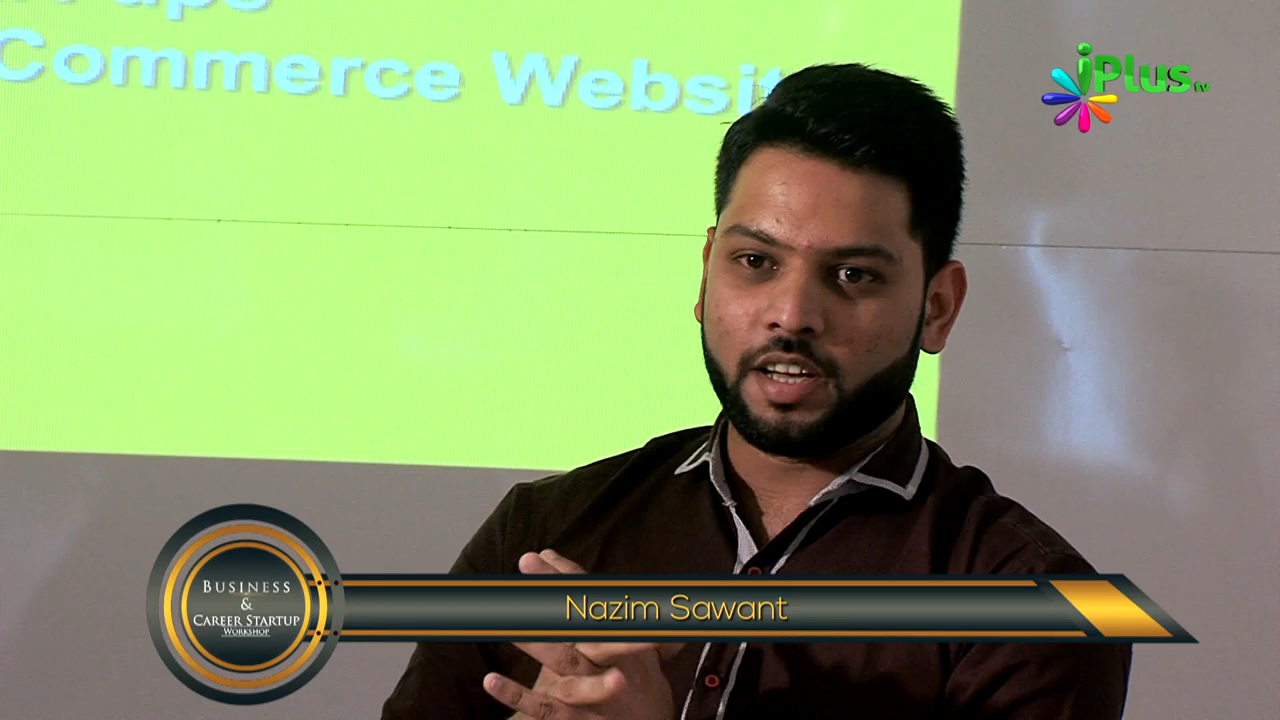 Commerce Websit
iPlus tv
BUSINESS
&
CAREER STARTUP
WORKSHOP
Nazim Sawant